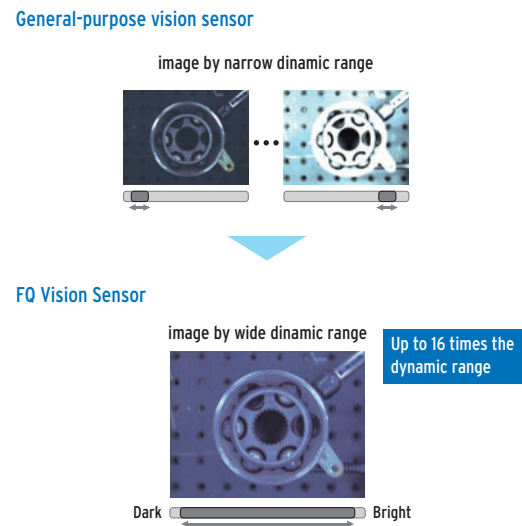 General-purpose vision sensor
image by narrow dinamic range
FQ Vision Sensor
image by wide dinamic range
Up to 16 times the
dynamic range
Dark
Bright